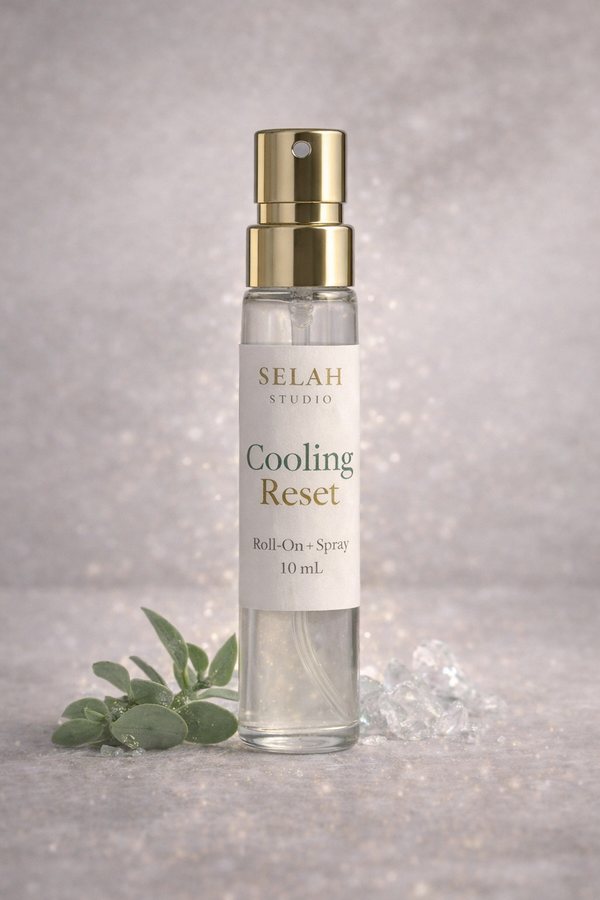 SELAH
STUDIO
Cooling
Reset
Roll-On + Spray
10 mL